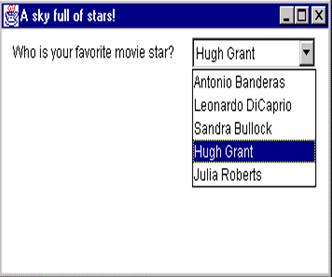 A sky full of stars!
Who is your favorite movie star? Hugh Grant
Antonio Banderas
Leonardo DiCaprio
Sandra Bullock
Hugh Grant
Julia Roberts